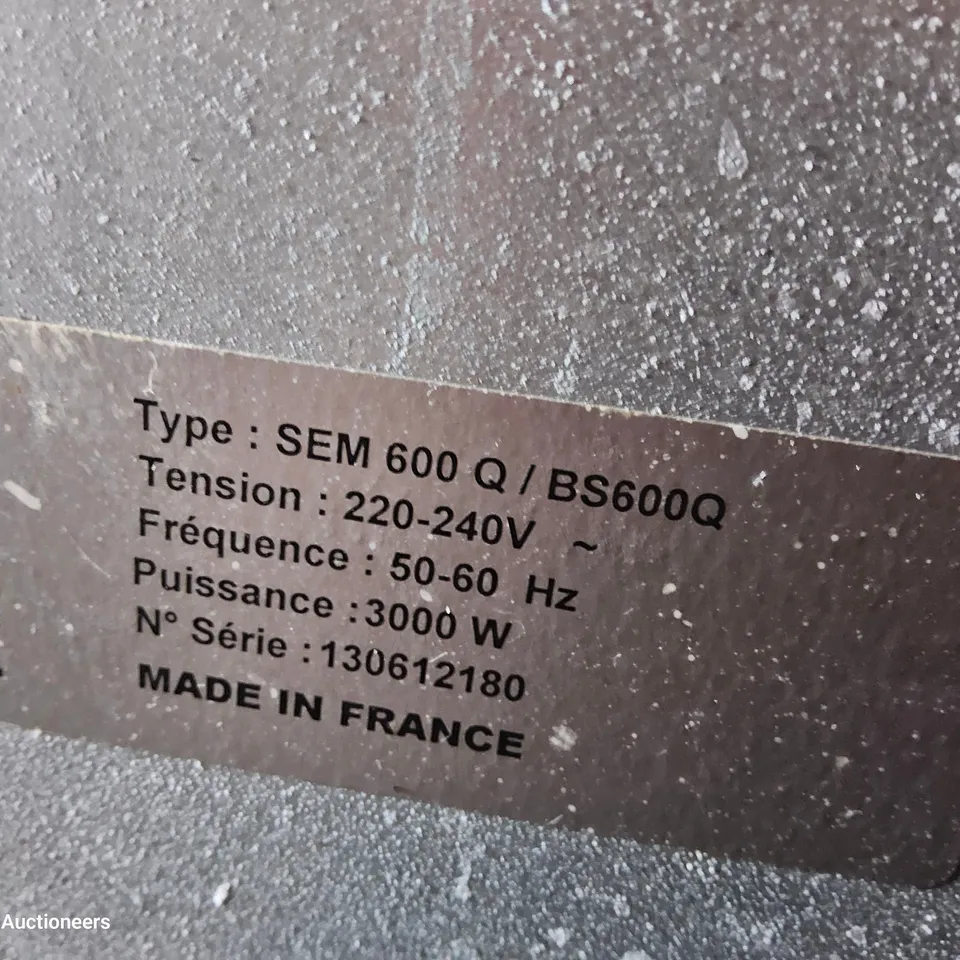 Type : SEM 600 Q / BS600Q
Tension : 220-240V ~
Fréquence : 50-60 Hz
Puissance :3000 W
N° Série :130612180
MADE IN FRANCE
Auctioneers